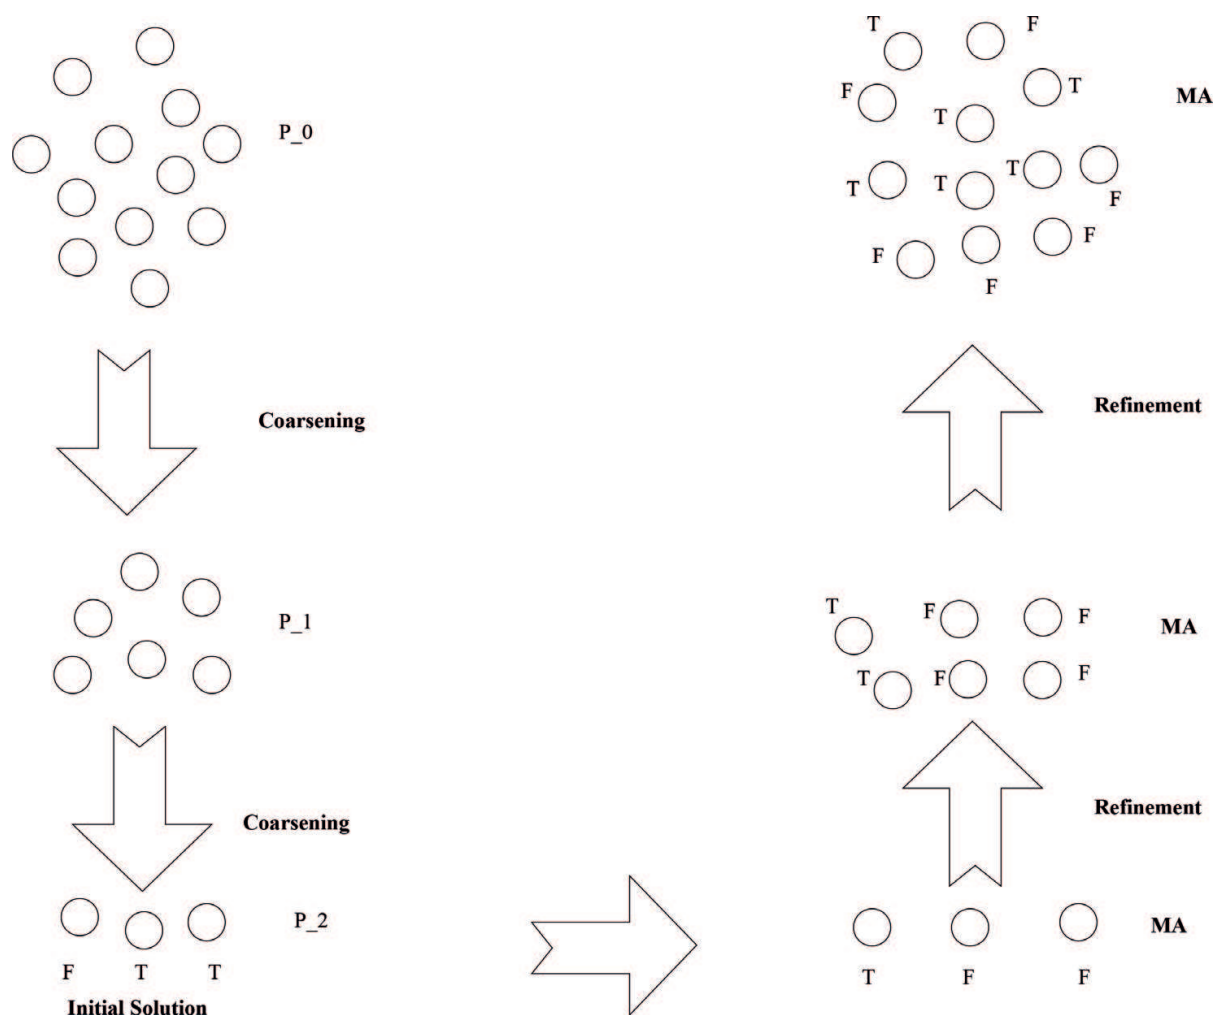 T
F
F
T
MA
T
P_0
T
T
T
F
F
F
F
Coarsening
Refinement
T
F
F
P_1
MA
T
F
F
Coarsening
Refinement
P_2
MA
F T T
T F F
Initial Solution